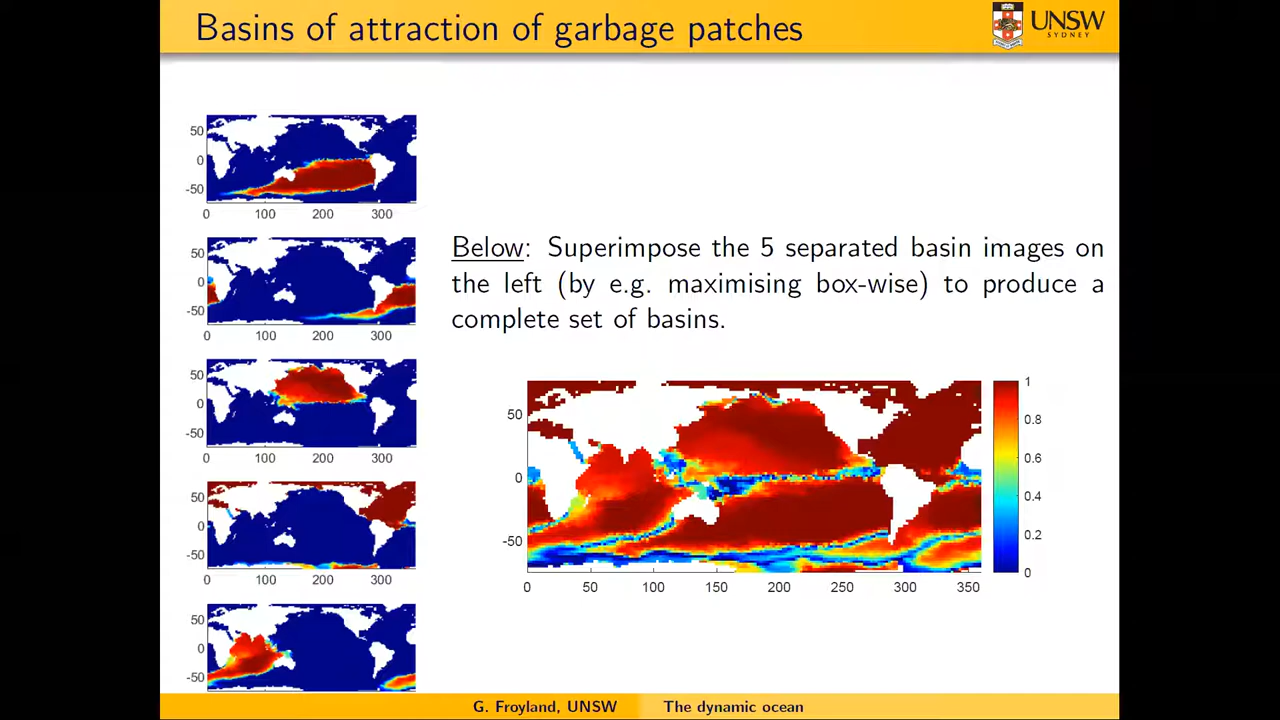 Basins of attraction of garbage patches
UNSW
SYDNEY
50
0
-50
0 100 200 300
50
0
-50
0 100 200 300
50
0
-50
0 100 200 300
50
0
-50
0 100 200 300
50
0
-50
Below: Superimpose the 5 separated basin images on
the left (by e.g. maximising box-wise) to produce a
complete set of basins.
50
0
-50
0 50 100 150 200 250 300 350
1
0.8
0.6
0.4
0.2
0
G. Froyland, UNSW The dynamic ocean